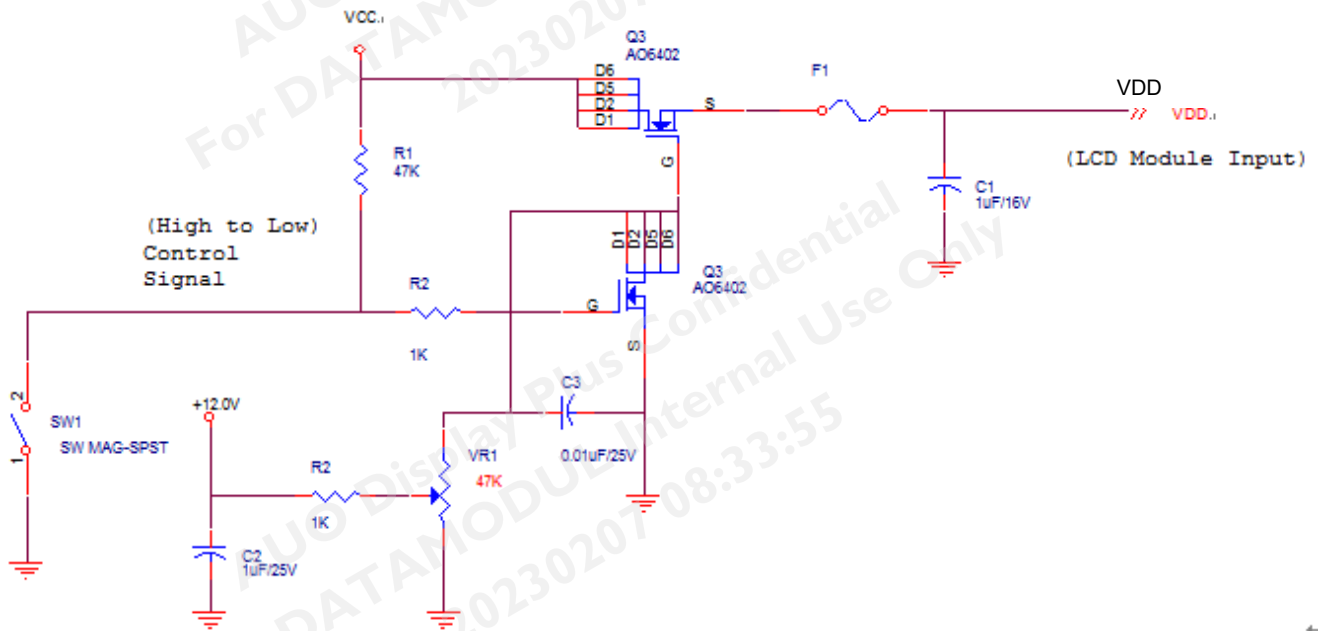 VCC.
Q3
AO6402
D6
D5
D2
D1
S
G
F1
VDD
VDD.
(LCD Module Input)
R1
47K
C1
1uF/16V
(High to Low)
Control
Signal
D1
D2
D5
D6
Q3
AO6402
R2
1K
G
S
C3
0.01uF/25V
2
1
SW1
SW MAG-SPST
+12.0V
R2
1K
VR1
47K
C2
1uF/25V
AUO Display Plus Confidential
For DATAMODUL Internal Use Only
20230207 08:33:55